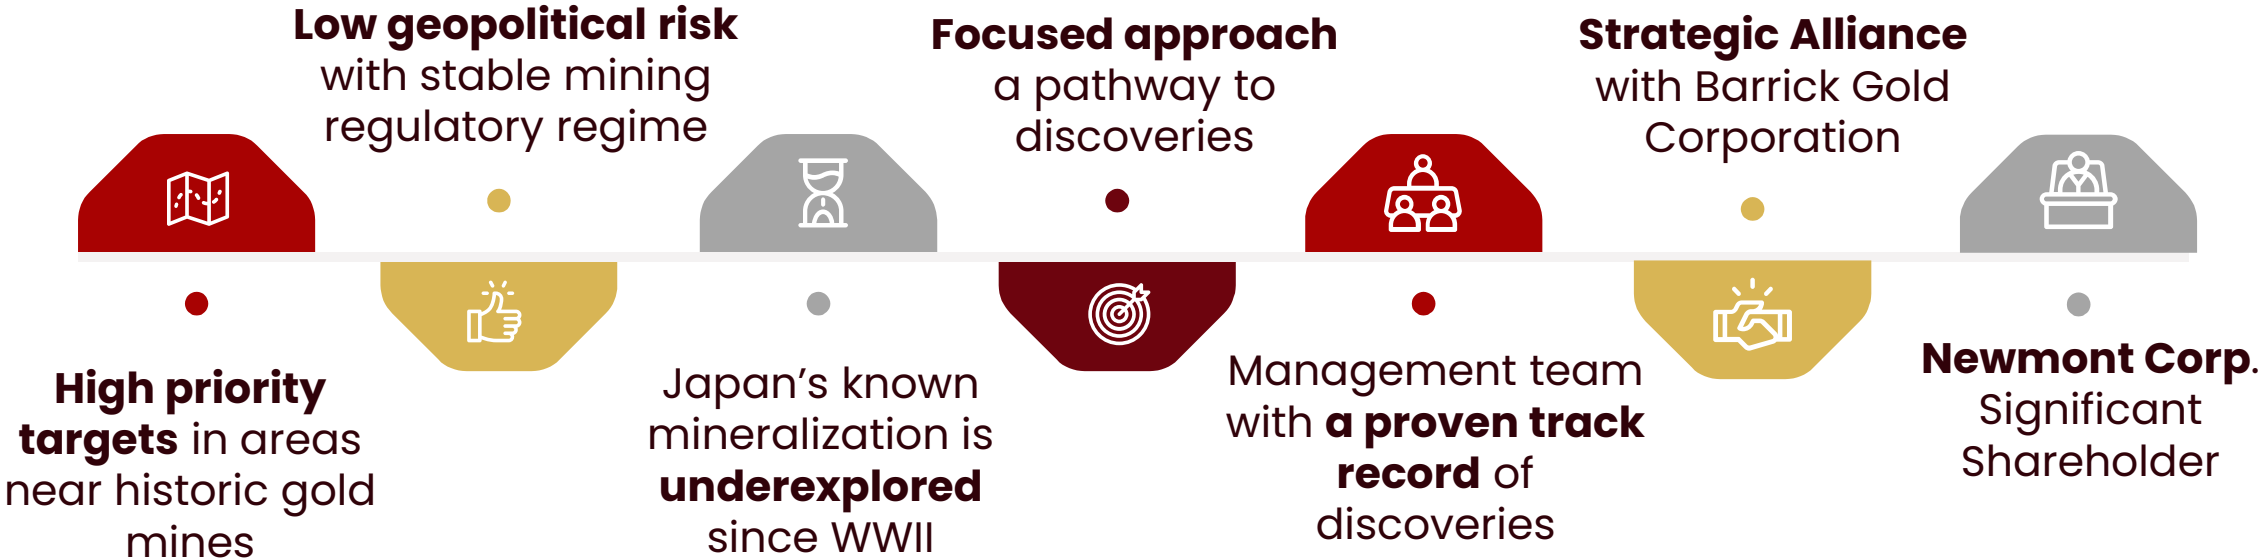 High priority
targets in areas
near historic gold
mines
Low geopolitical risk
with stable mining
regulatory regime
Japan’s known
mineralization is
underexplored
since WWII
Focused approach
a pathway to
discoveries
Management team
with a proven track
record of
discoveries
Strategic Alliance
with Barrick Gold
Corporation
Newmont Corp.
Significant
Shareholder